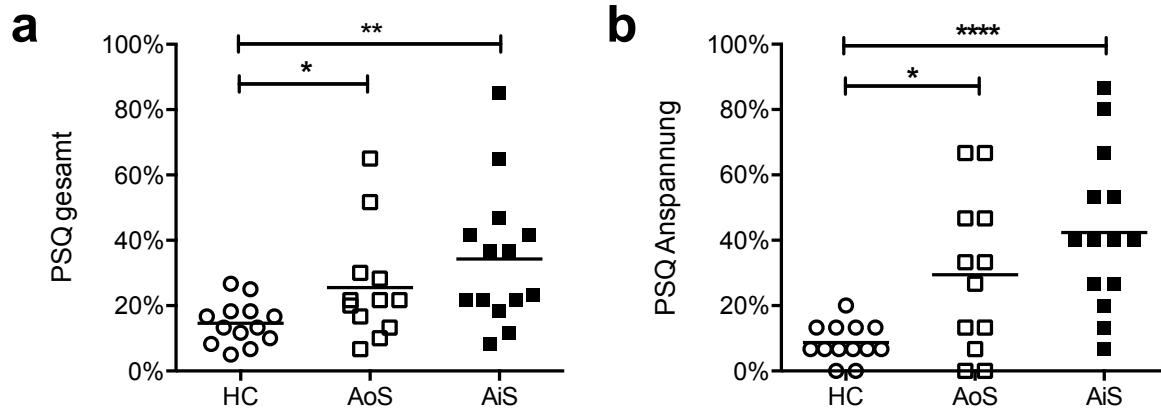 a
PSQ gesamt
100%
80%
60%
40%
20%
0%
**
*
HC AoS AiS
b
PSQ Anspannung
100%
80%
60%
40%
20%
0%
****
*
HC AoS AiS